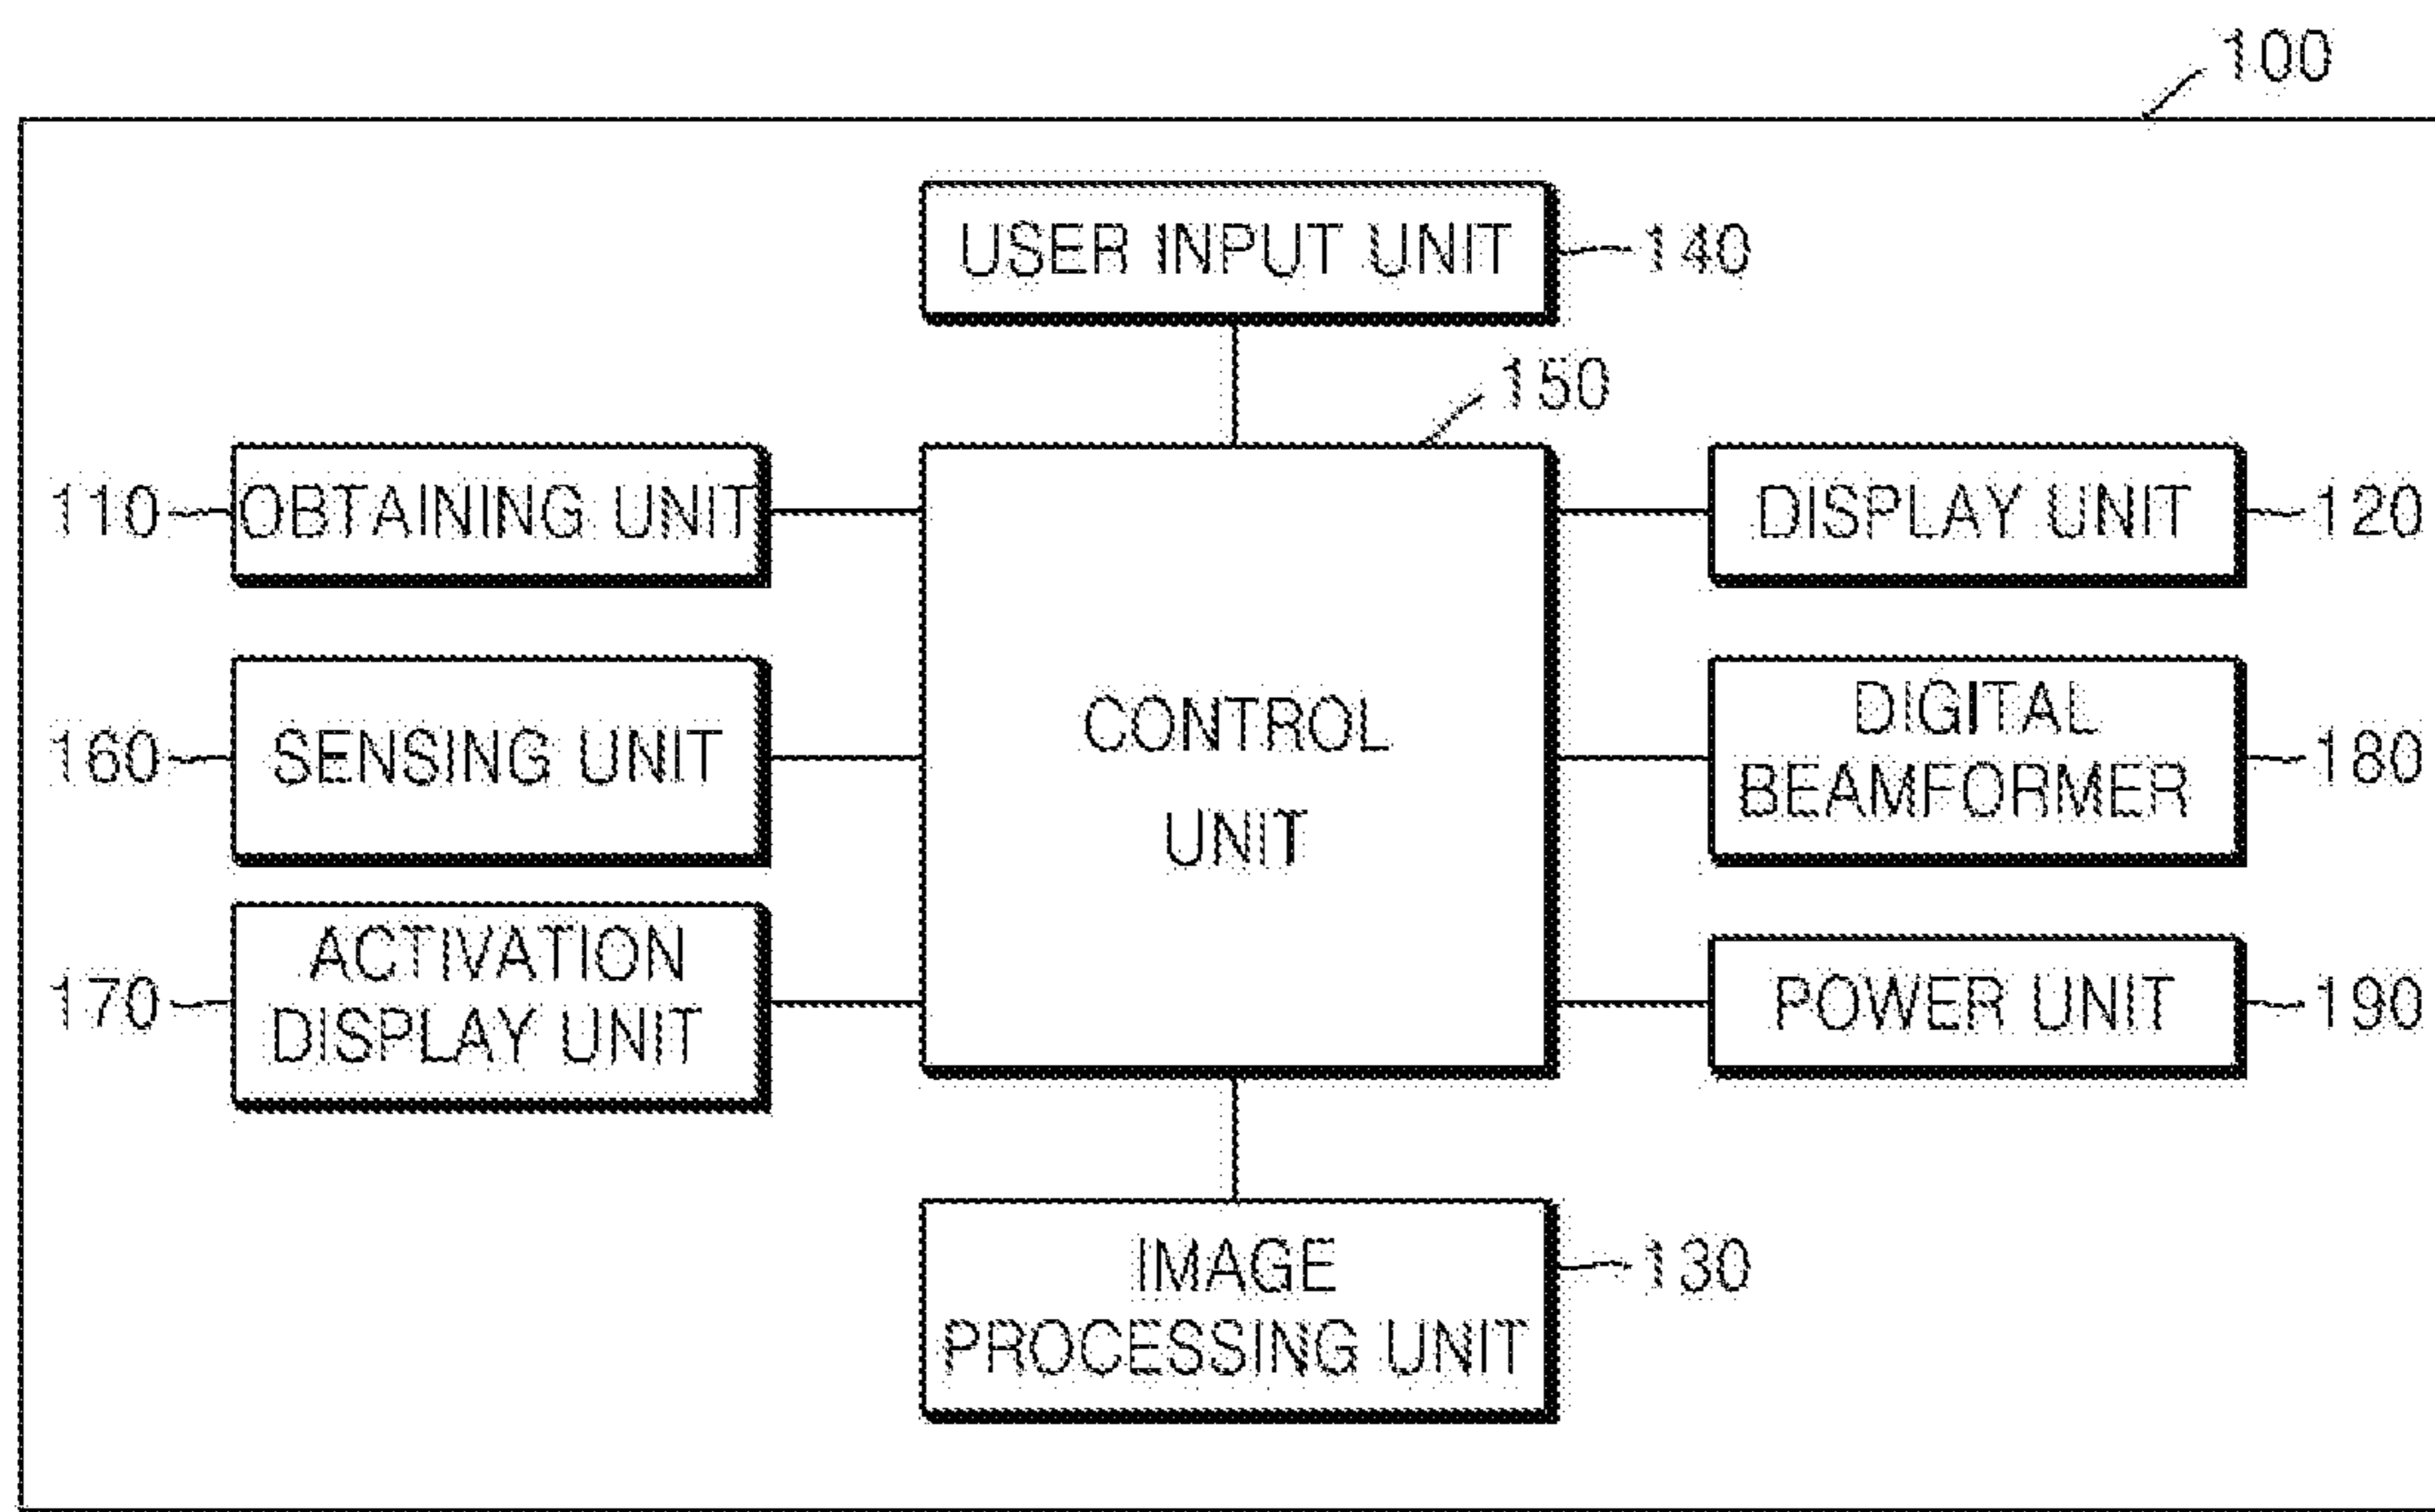 100
USER INPUT UNIT
140
150
110
OBTAINING UNIT
DISPLAY UNIT
120
160
SENSING UNIT
CONTROL
UNIT
DIGITAL
BEAMFORMER
180
170
ACTIVATION
DISPLAY UNIT
POWER UNIT
190
IMAGE
PROCESSING UNIT
130